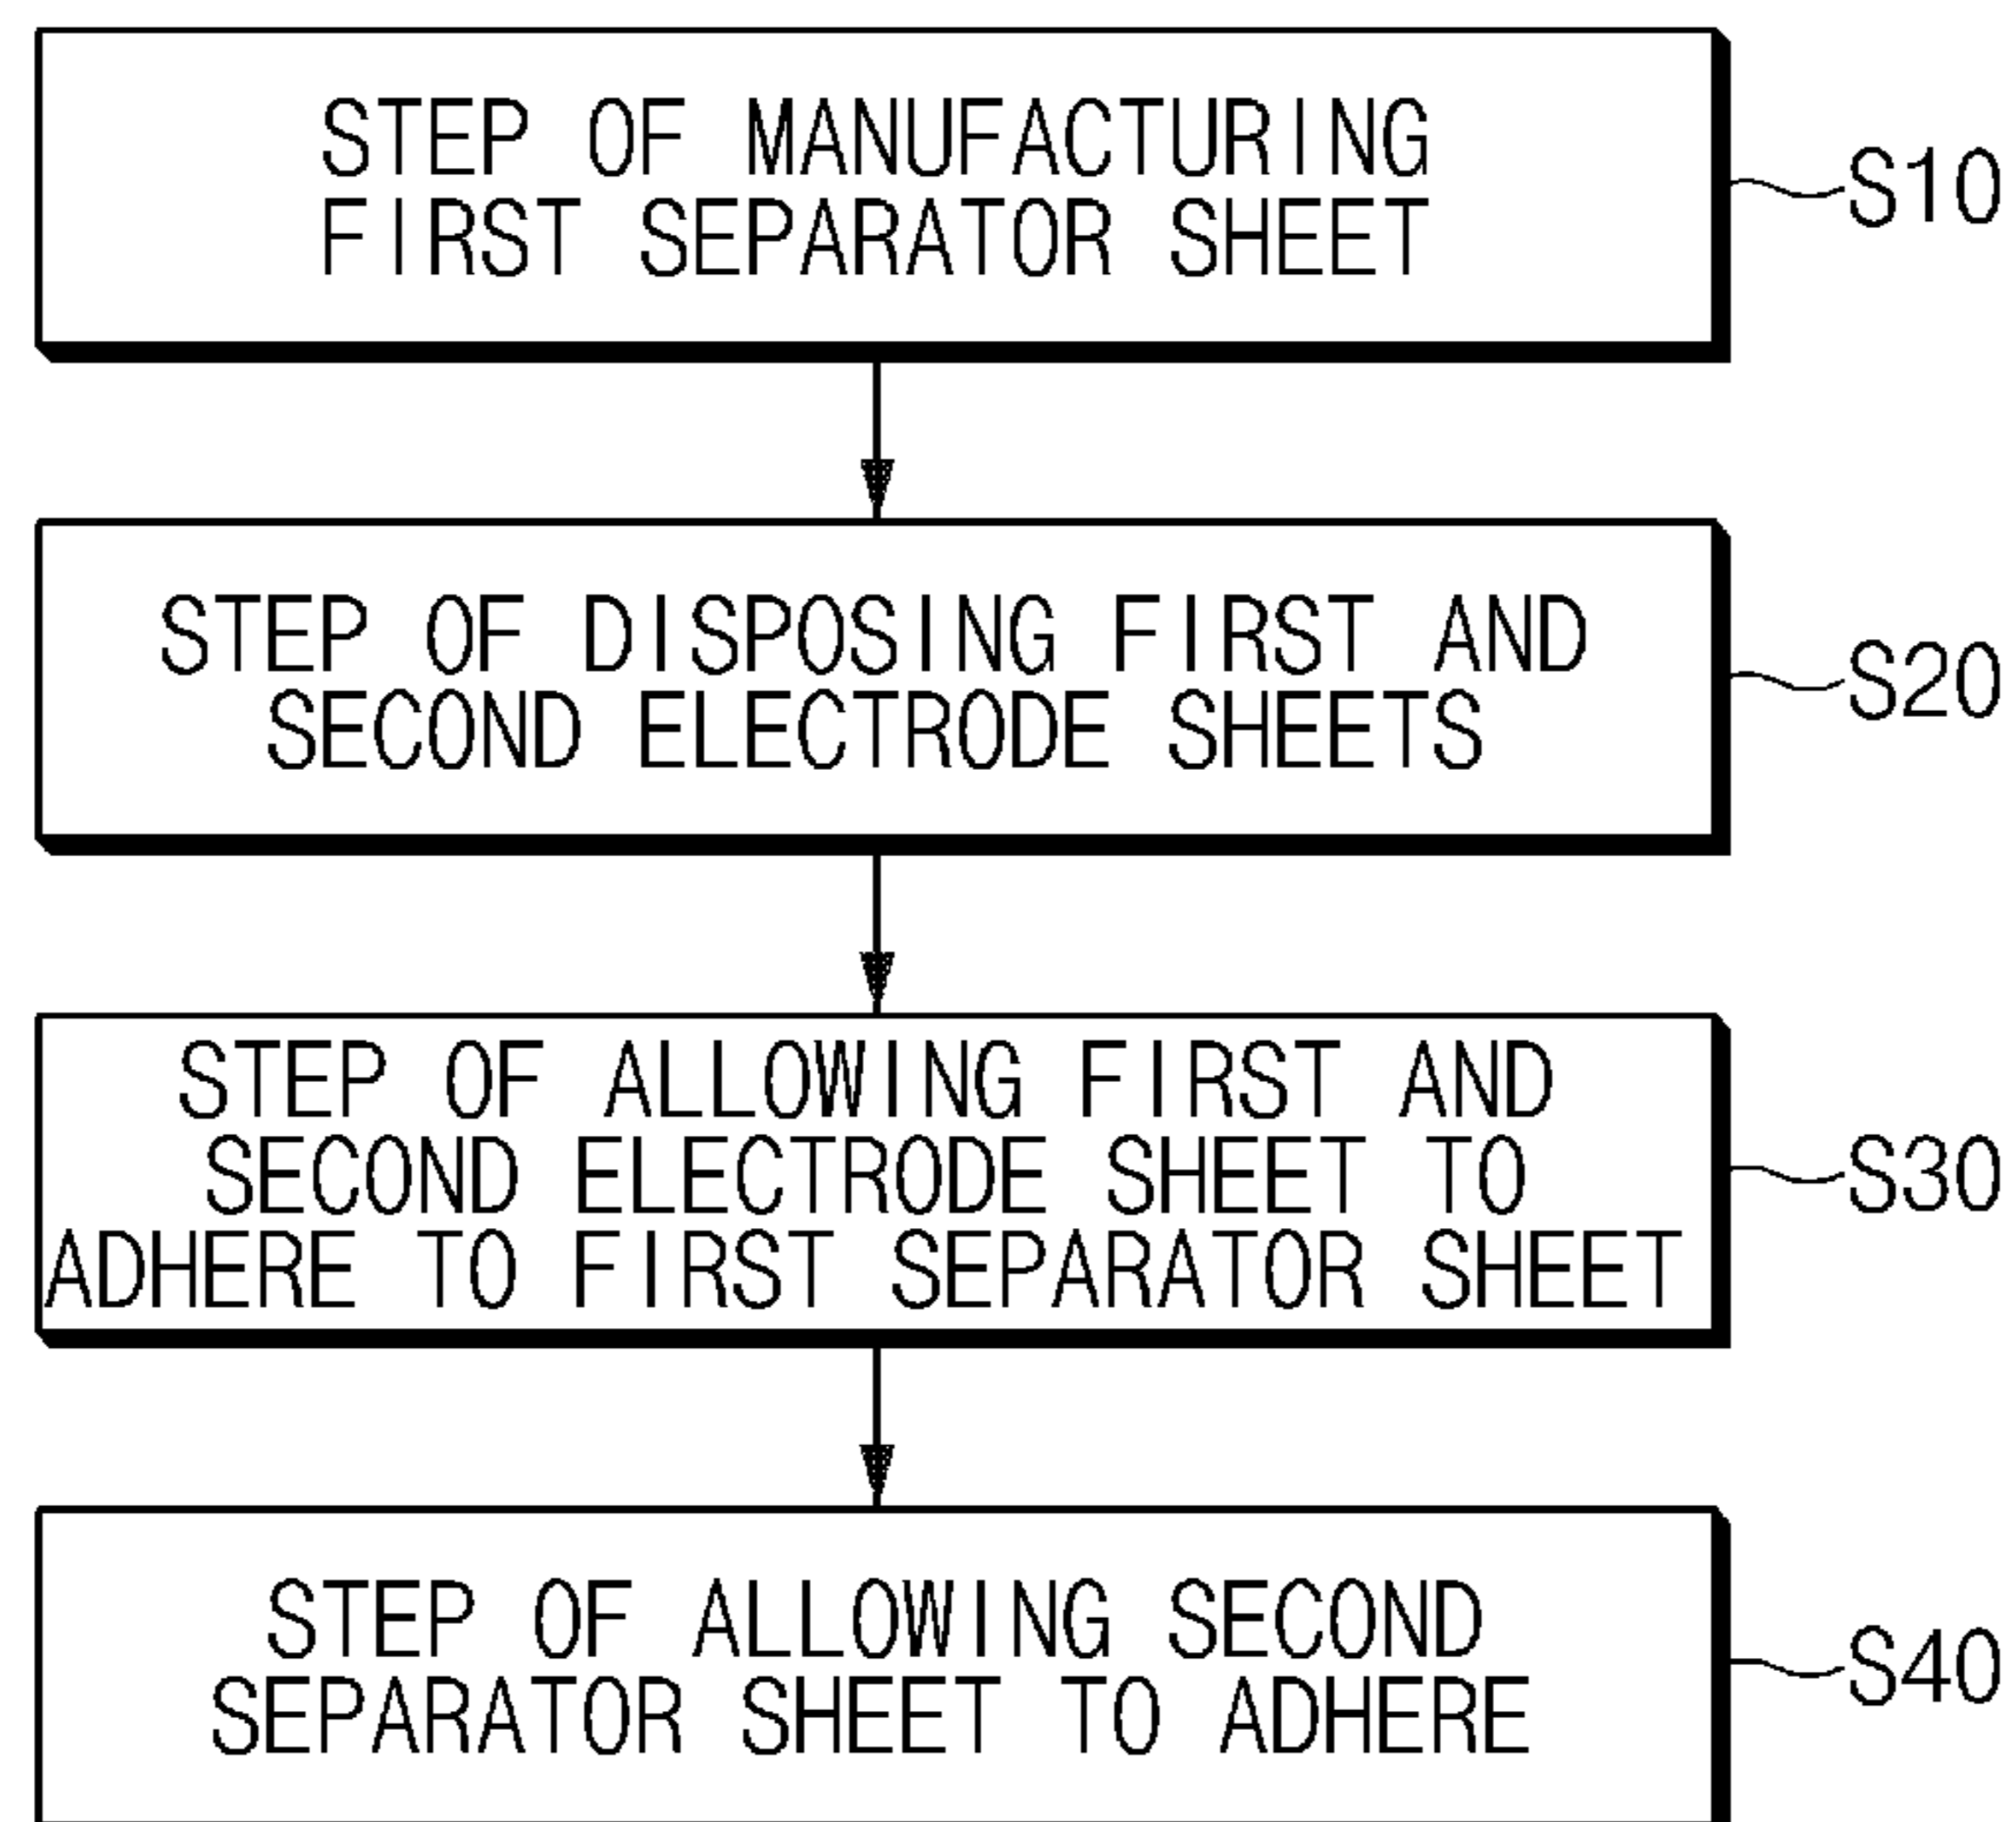 STEP OF MANUFACTURING
FIRST SEPARATOR SHEET
S10
STEP OF DISPOSING FIRST AND
SECOND ELECTRODE SHEETS
S20
STEP OF ALLOWING FIRST AND
SECOND ELECTRODE SHEET TO
ADHERE TO FIRST SEPARATOR SHEET
S30
STEP OF ALLOWING SECOND
SEPARATOR SHEET TO ADHERE
S40